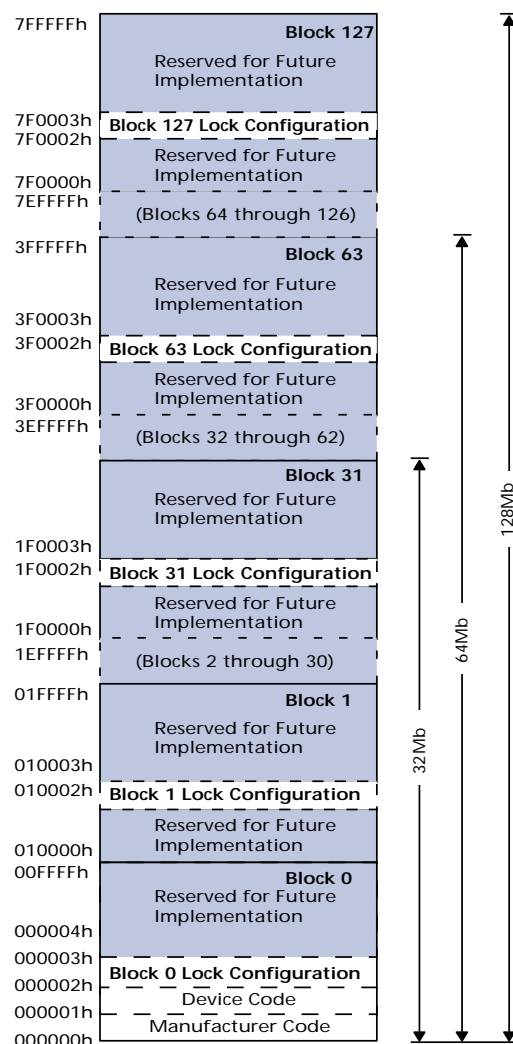 7FFFFFh
Block 127
Reserved for Future
Implementation
7F0003h
Block 127 Lock Configuration
7F0002h
Reserved for Future
Implementation
7F0000h
7EFFFFh
(Blocks 64 through 126)
3FFFFFh
Block 63
Reserved for Future
Implementation
3F0003h
3F0002h
Block 63 Lock Configuration
Reserved for Future
Implementation
3F0000h
3EFFFFh
(Blocks 32 through 62)
Block 31
Reserved for Future
Implementation
1F0003h
1F0002h
Block 31 Lock Configuration
Reserved for Future
Implementation
1F0000h
1EFFFFh
(Blocks 2 through 30)
01FFFFh
Block 1
Reserved for Future
Implementation
010003h
010002h
Block 1 Lock Configuration
Reserved for Future
Implementation
010000h
00FFFFh
Block 0
Reserved for Future
Implementation
000004h
000003h
Block 0 Lock Configuration
000002h
Device Code
000001h
Manufacturer Code
000000h
32Mb
64Mb
128Mb